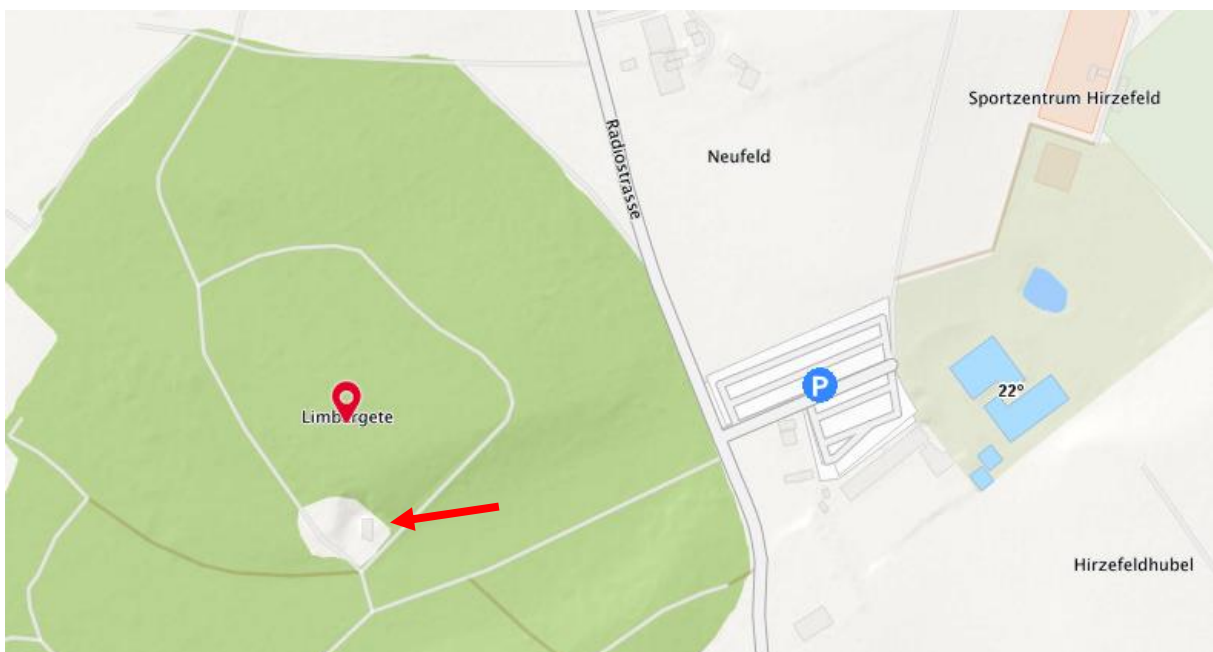 Sportzentrum Hirzefeld
Radiostrasse
Neufeld
P
22°
Limbergete
Hirzefeldhubel